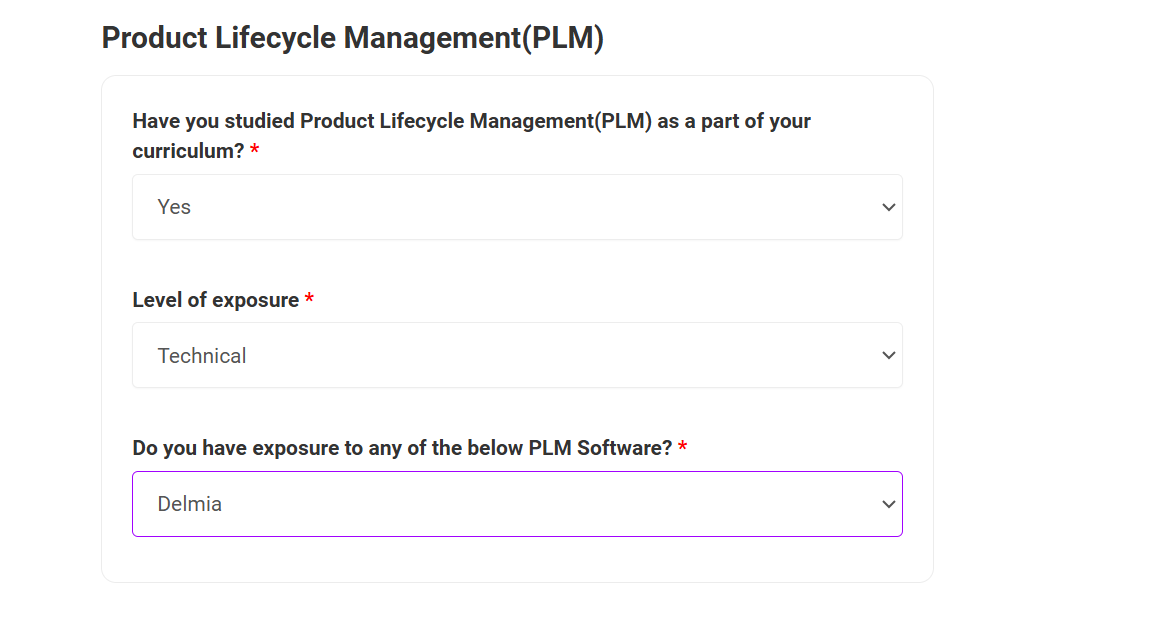 Product Lifecycle Management(PLM)
Have you studied Product Lifecycle Management(PLM) as a part of your
curriculum? *
Yes
Level of exposure *
Technical
Do you have exposure to any of the below PLM Software? *
Delmia